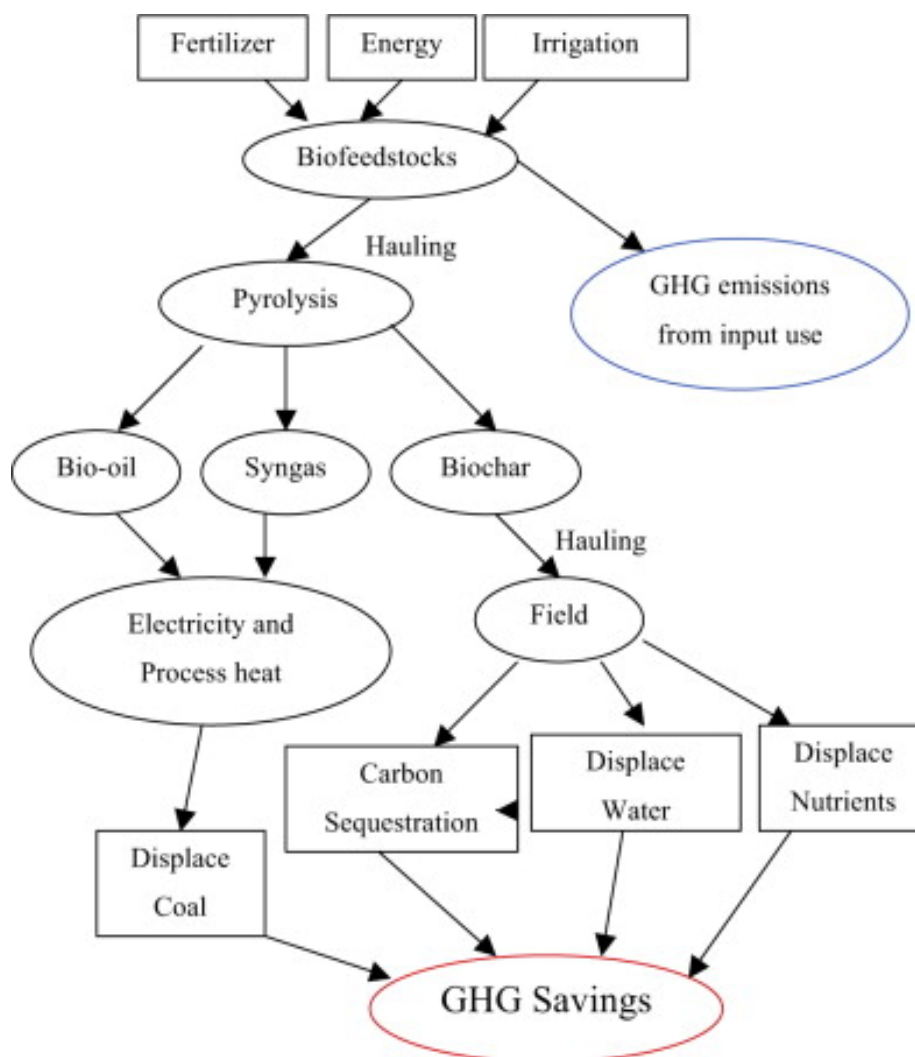 Fertilizer
Energy
Irrigation
Biofeedstocks
Hauling
GHG emissions
from input use
Pyrolysis
Bio-oil
Syngas
Biochar
Hauling
Electricity and
Process heat
Field
Carbon
Sequestration
Displace
Water
Displace
Nutrients
Displace
Coal
GHG Savings